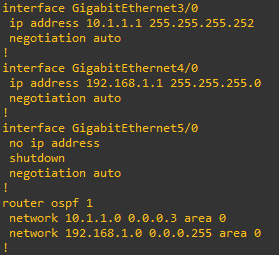 interface GigabitEthernet3/0
ip address 10.1.1.1 255.255.255.252
negotiation auto
!
interface GigabitEthernet4/0
ip address 192.168.1.1 255.255.255.0
negotiation auto
!
interface GigabitEthernet5/0
no ip address
shutdown
negotiation auto
!
router ospf 1
network 10.1.1.0 0.0.0.3 area 0
network 192.168.1.0 0.0.0.255 area 0
!